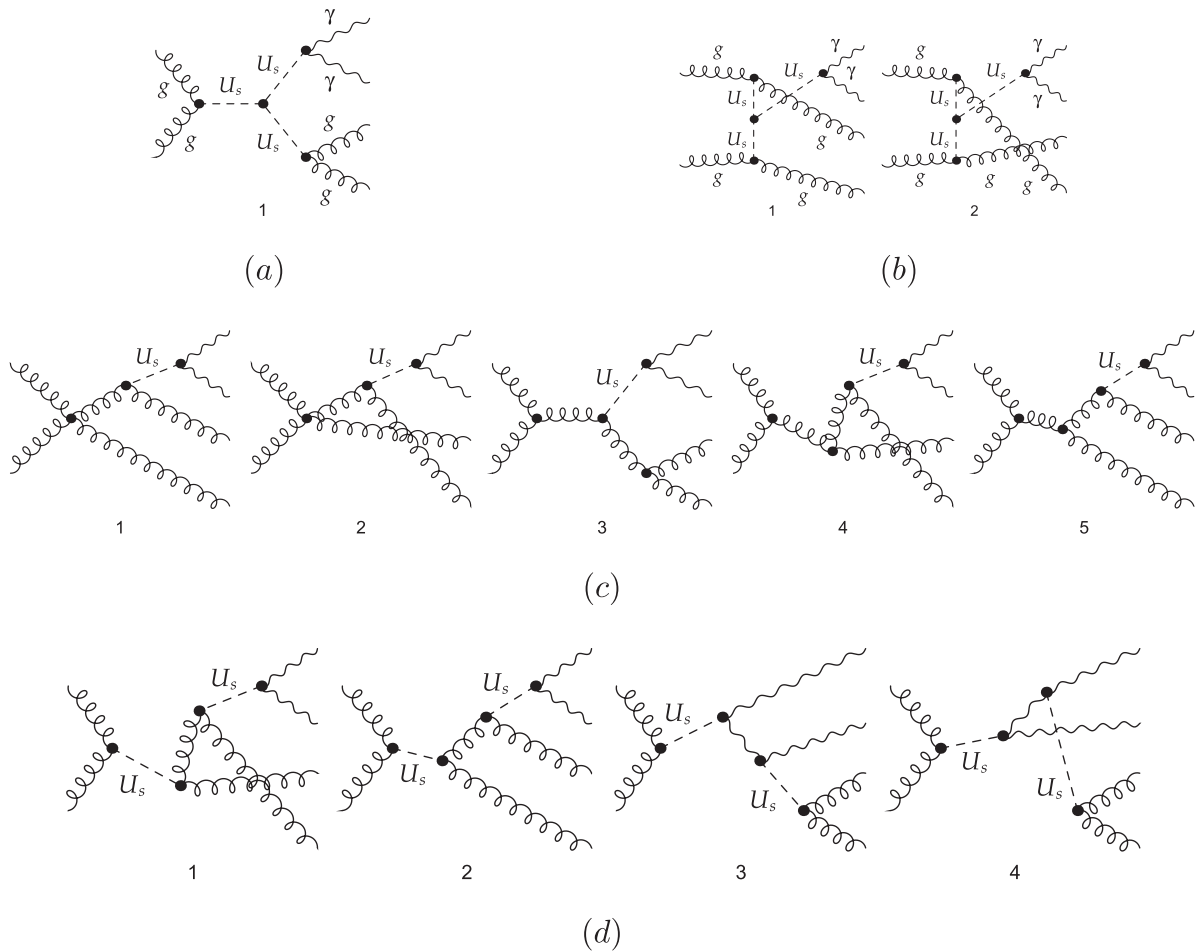 γ
U_s
γ
g U_s
g U_s g
g
1
(a)
g γ
U_s γ
U_s
U_s g
g g
1
g γ
U_s
U_s γ
U_s
g g g
2
(b)
U_s U_s U_s U_s U_s
1 2 3 4 5
(c)
U_s U_s U_s
U_s U_s U_s U_s U_s
1 2 3 4
(d)